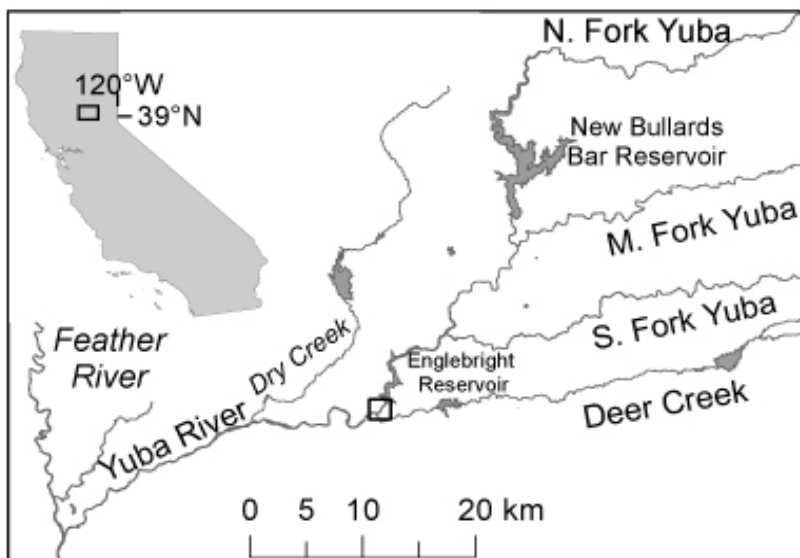 N. Fork Yuba
120°W
39°N
New Bullards
Bar Reservoir
M. Fork Yuba
S. Fork Yuba
Feather
River
Dry Creek
Englebright
Reservoir
Deer Creek
Yuba River
0 5 10 20 km